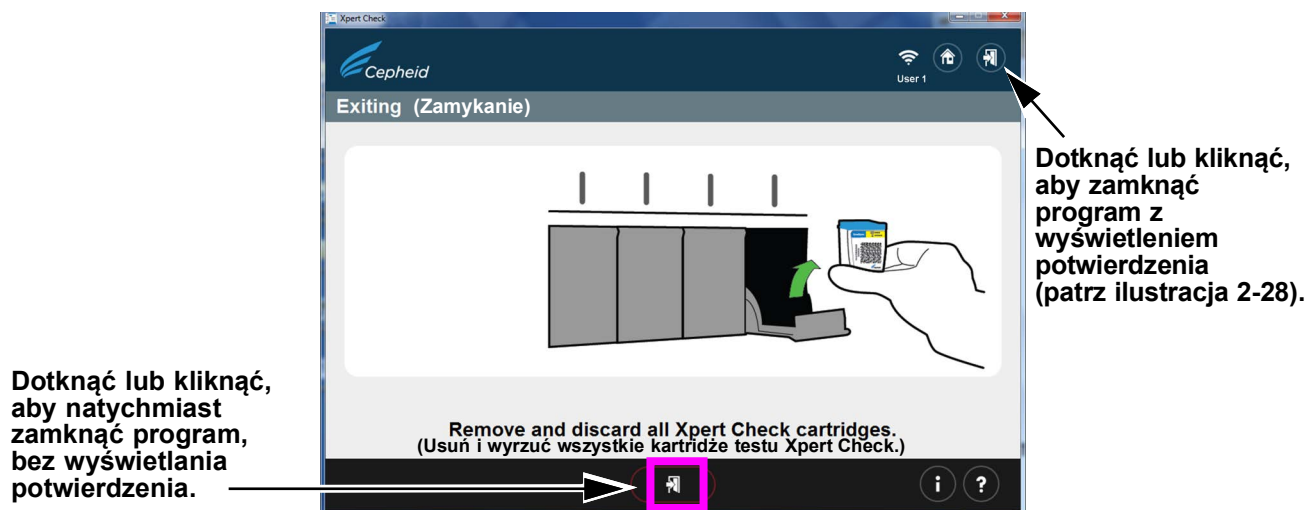 Xpert Check
Cepheid
User 1
Exiting (Zamykanie)
Dotknąć lub kliknąć,
aby zamknąć
program z
wyświetleniem
potwierdzenia
(patrz ilustracja 2-28).
Dotknąć lub kliknąć,
aby natychmiast
zamknąć program,
bez wyświetlania
potwierdzenia.
Remove and discard all Xpert Check cartridges.
(Usuń i wyrzuć wszystkie kartridże testu Xpert Check.)
i ?